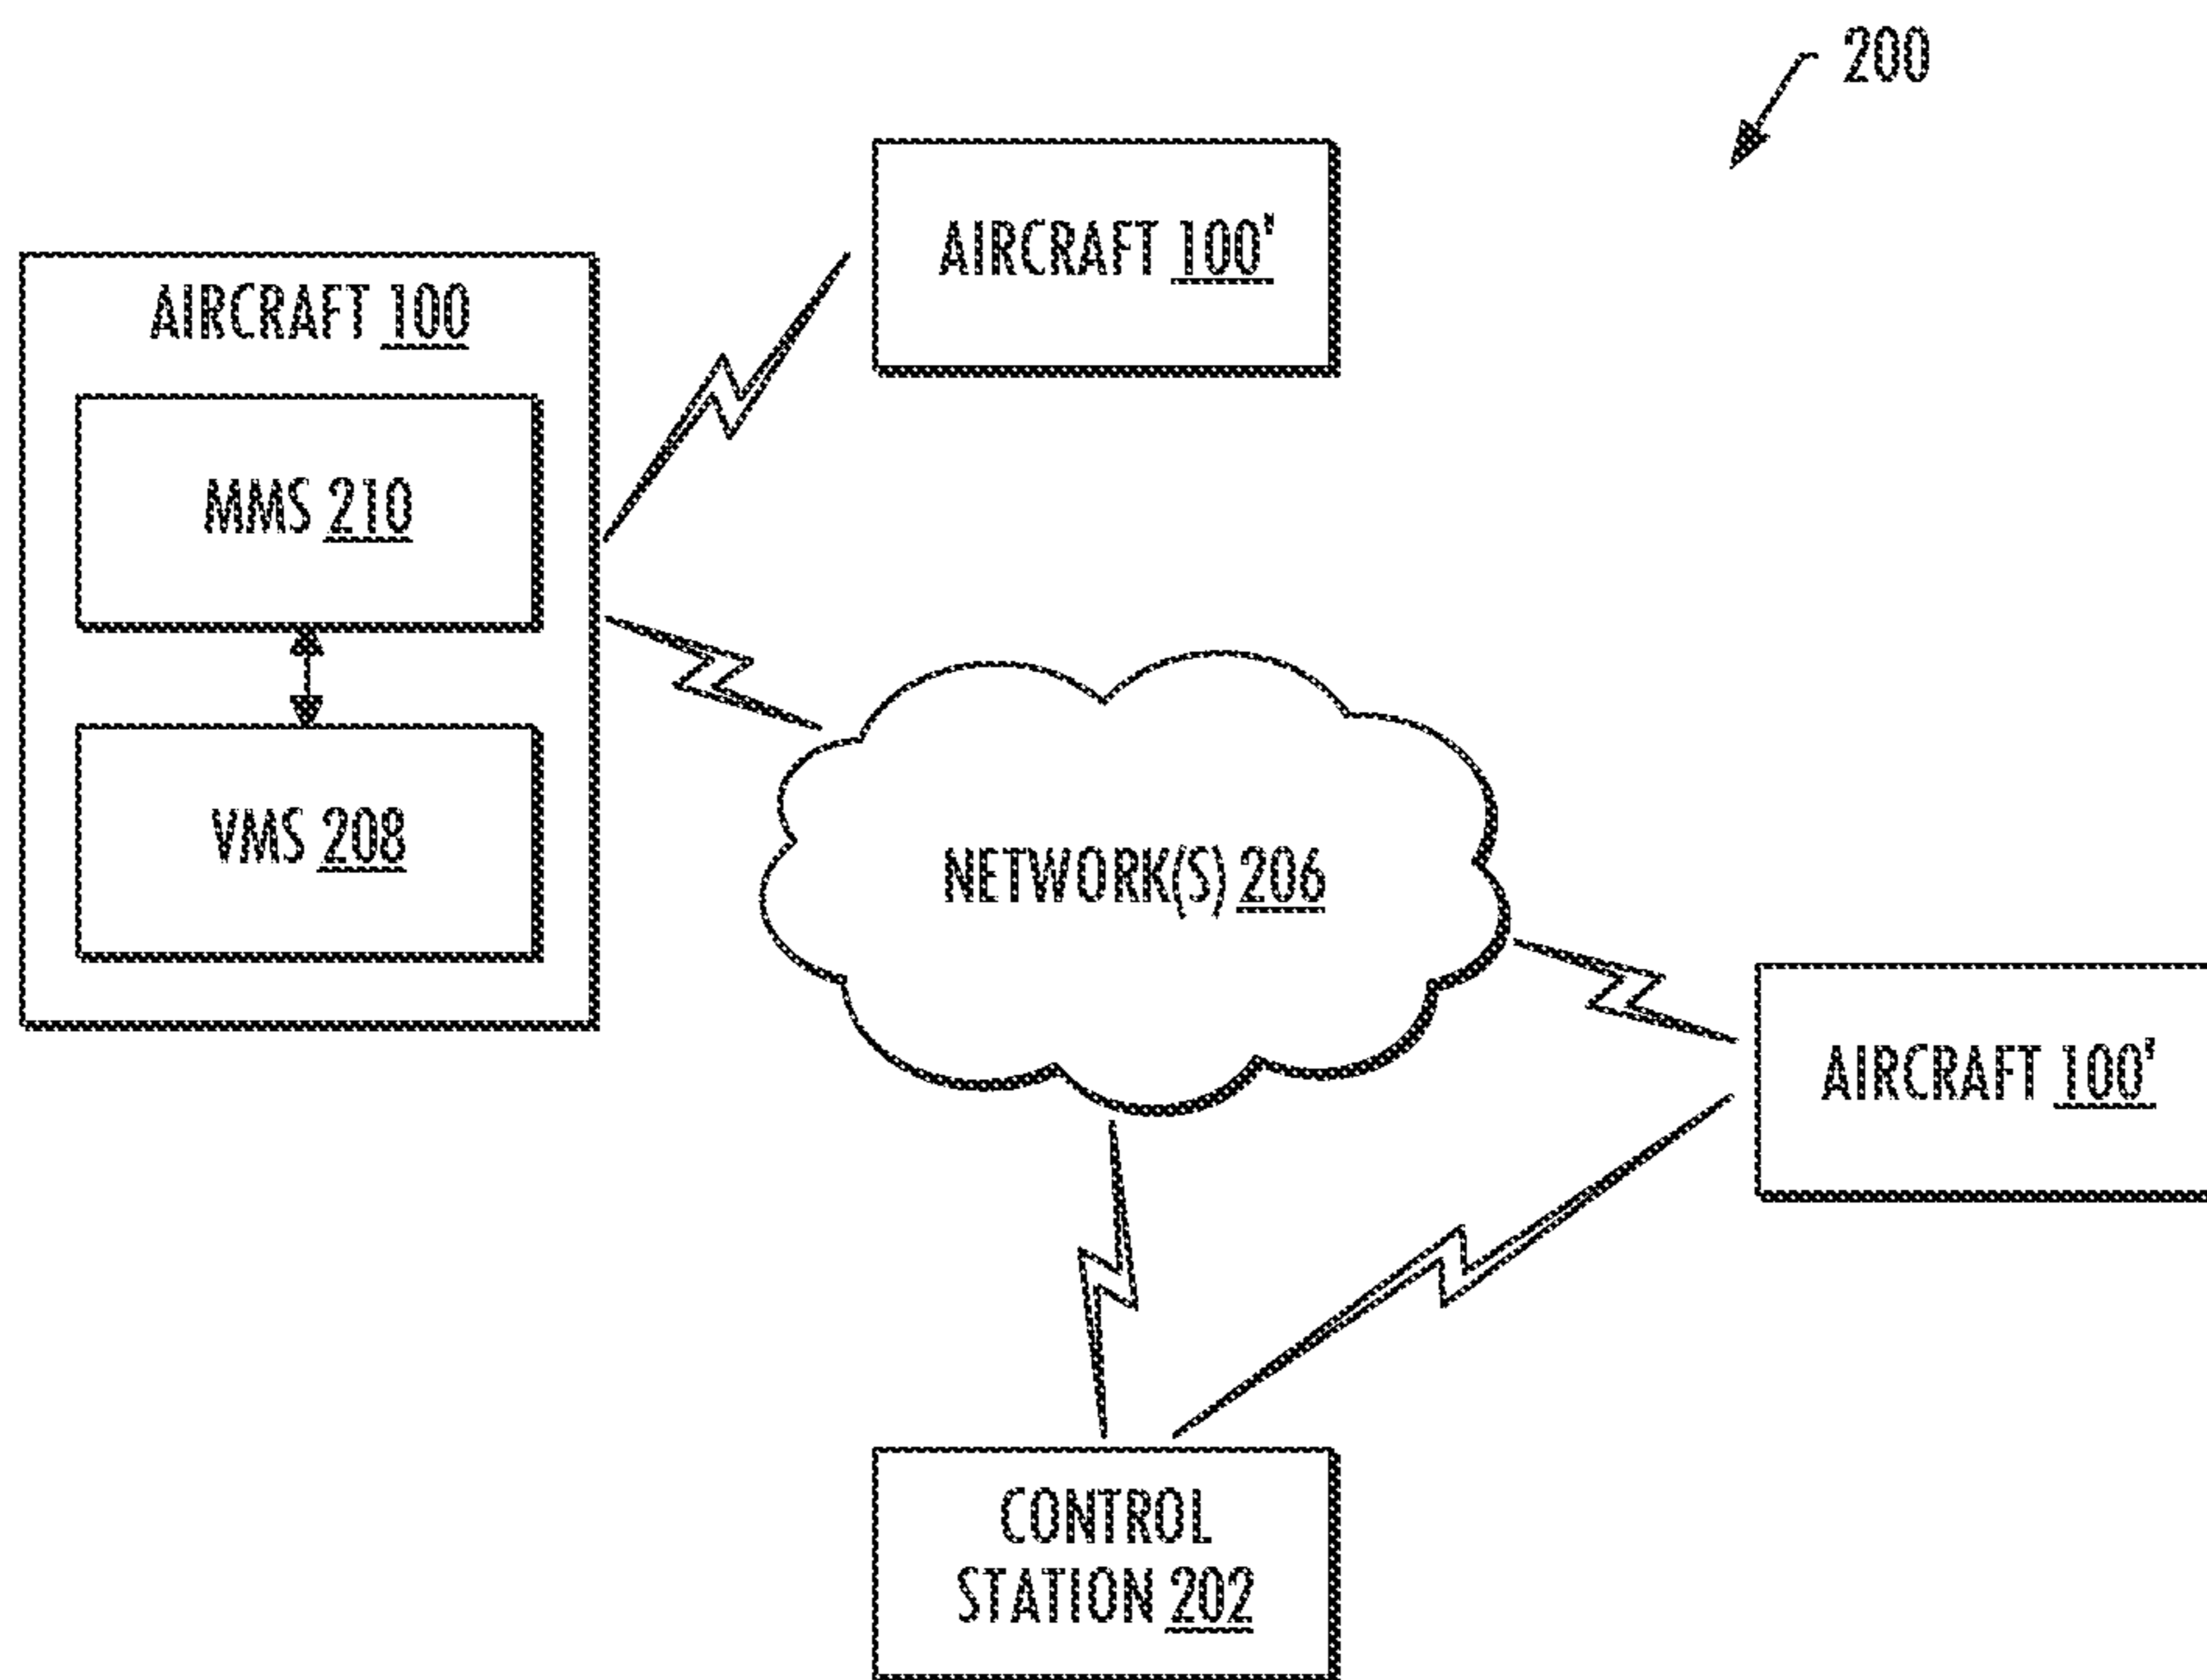 200
AIRCRAFT 100'
AIRCRAFT 100
MMS 210
VMS 208
NETWORK(S) 206
AIRCRAFT 100'
CONTROL
STATION 202